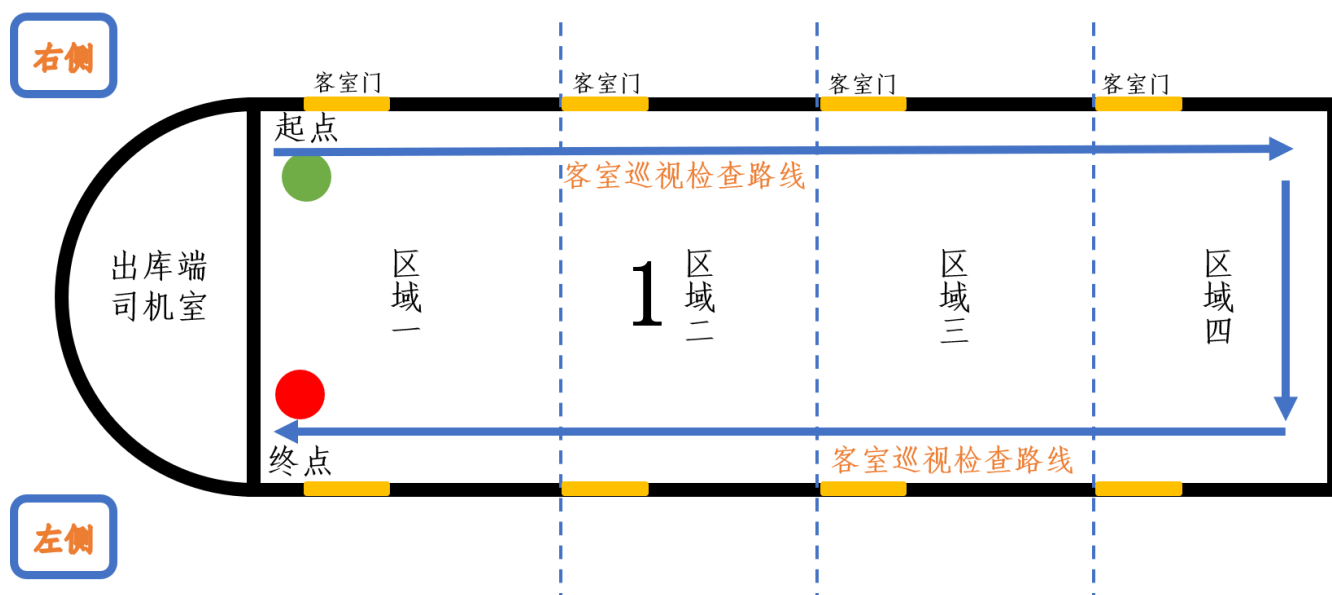 右侧
客室门
客室门
客室门
客室门
起点
客室巡视检查路线
出库端
司机室
区域一
1
区域二
区域三
区域四
终点
客室巡视检查路线
左侧